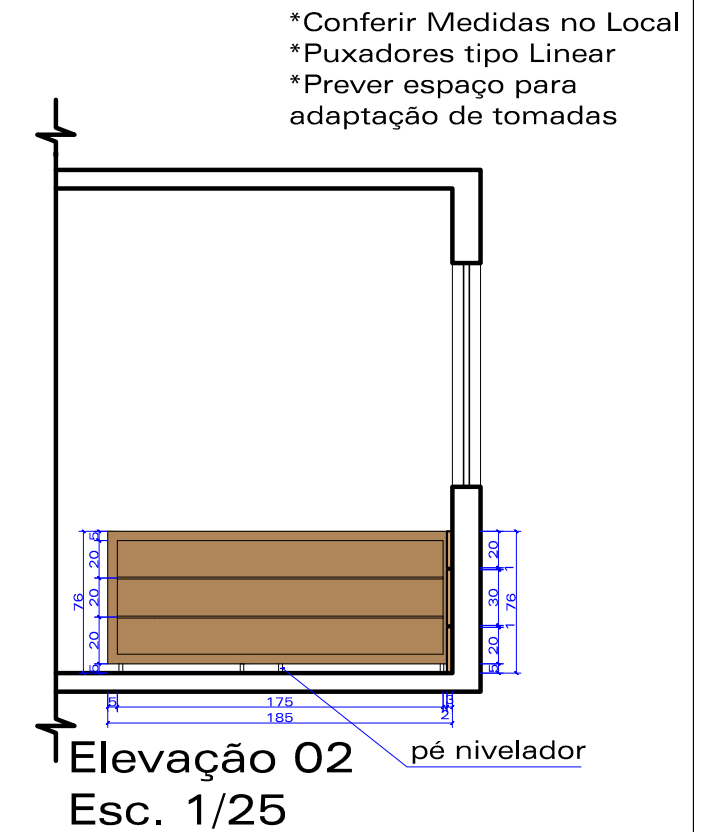 *Conferir Medidas no Local
*Puxadores tipo Linear
*Prever espaço para
adaptação de tomadas
5
20
20
20
5
76
20
1
30
1
20
5
76
5
175
2
3
185
pé nivelador
Elevação 02
Esc. 1/25